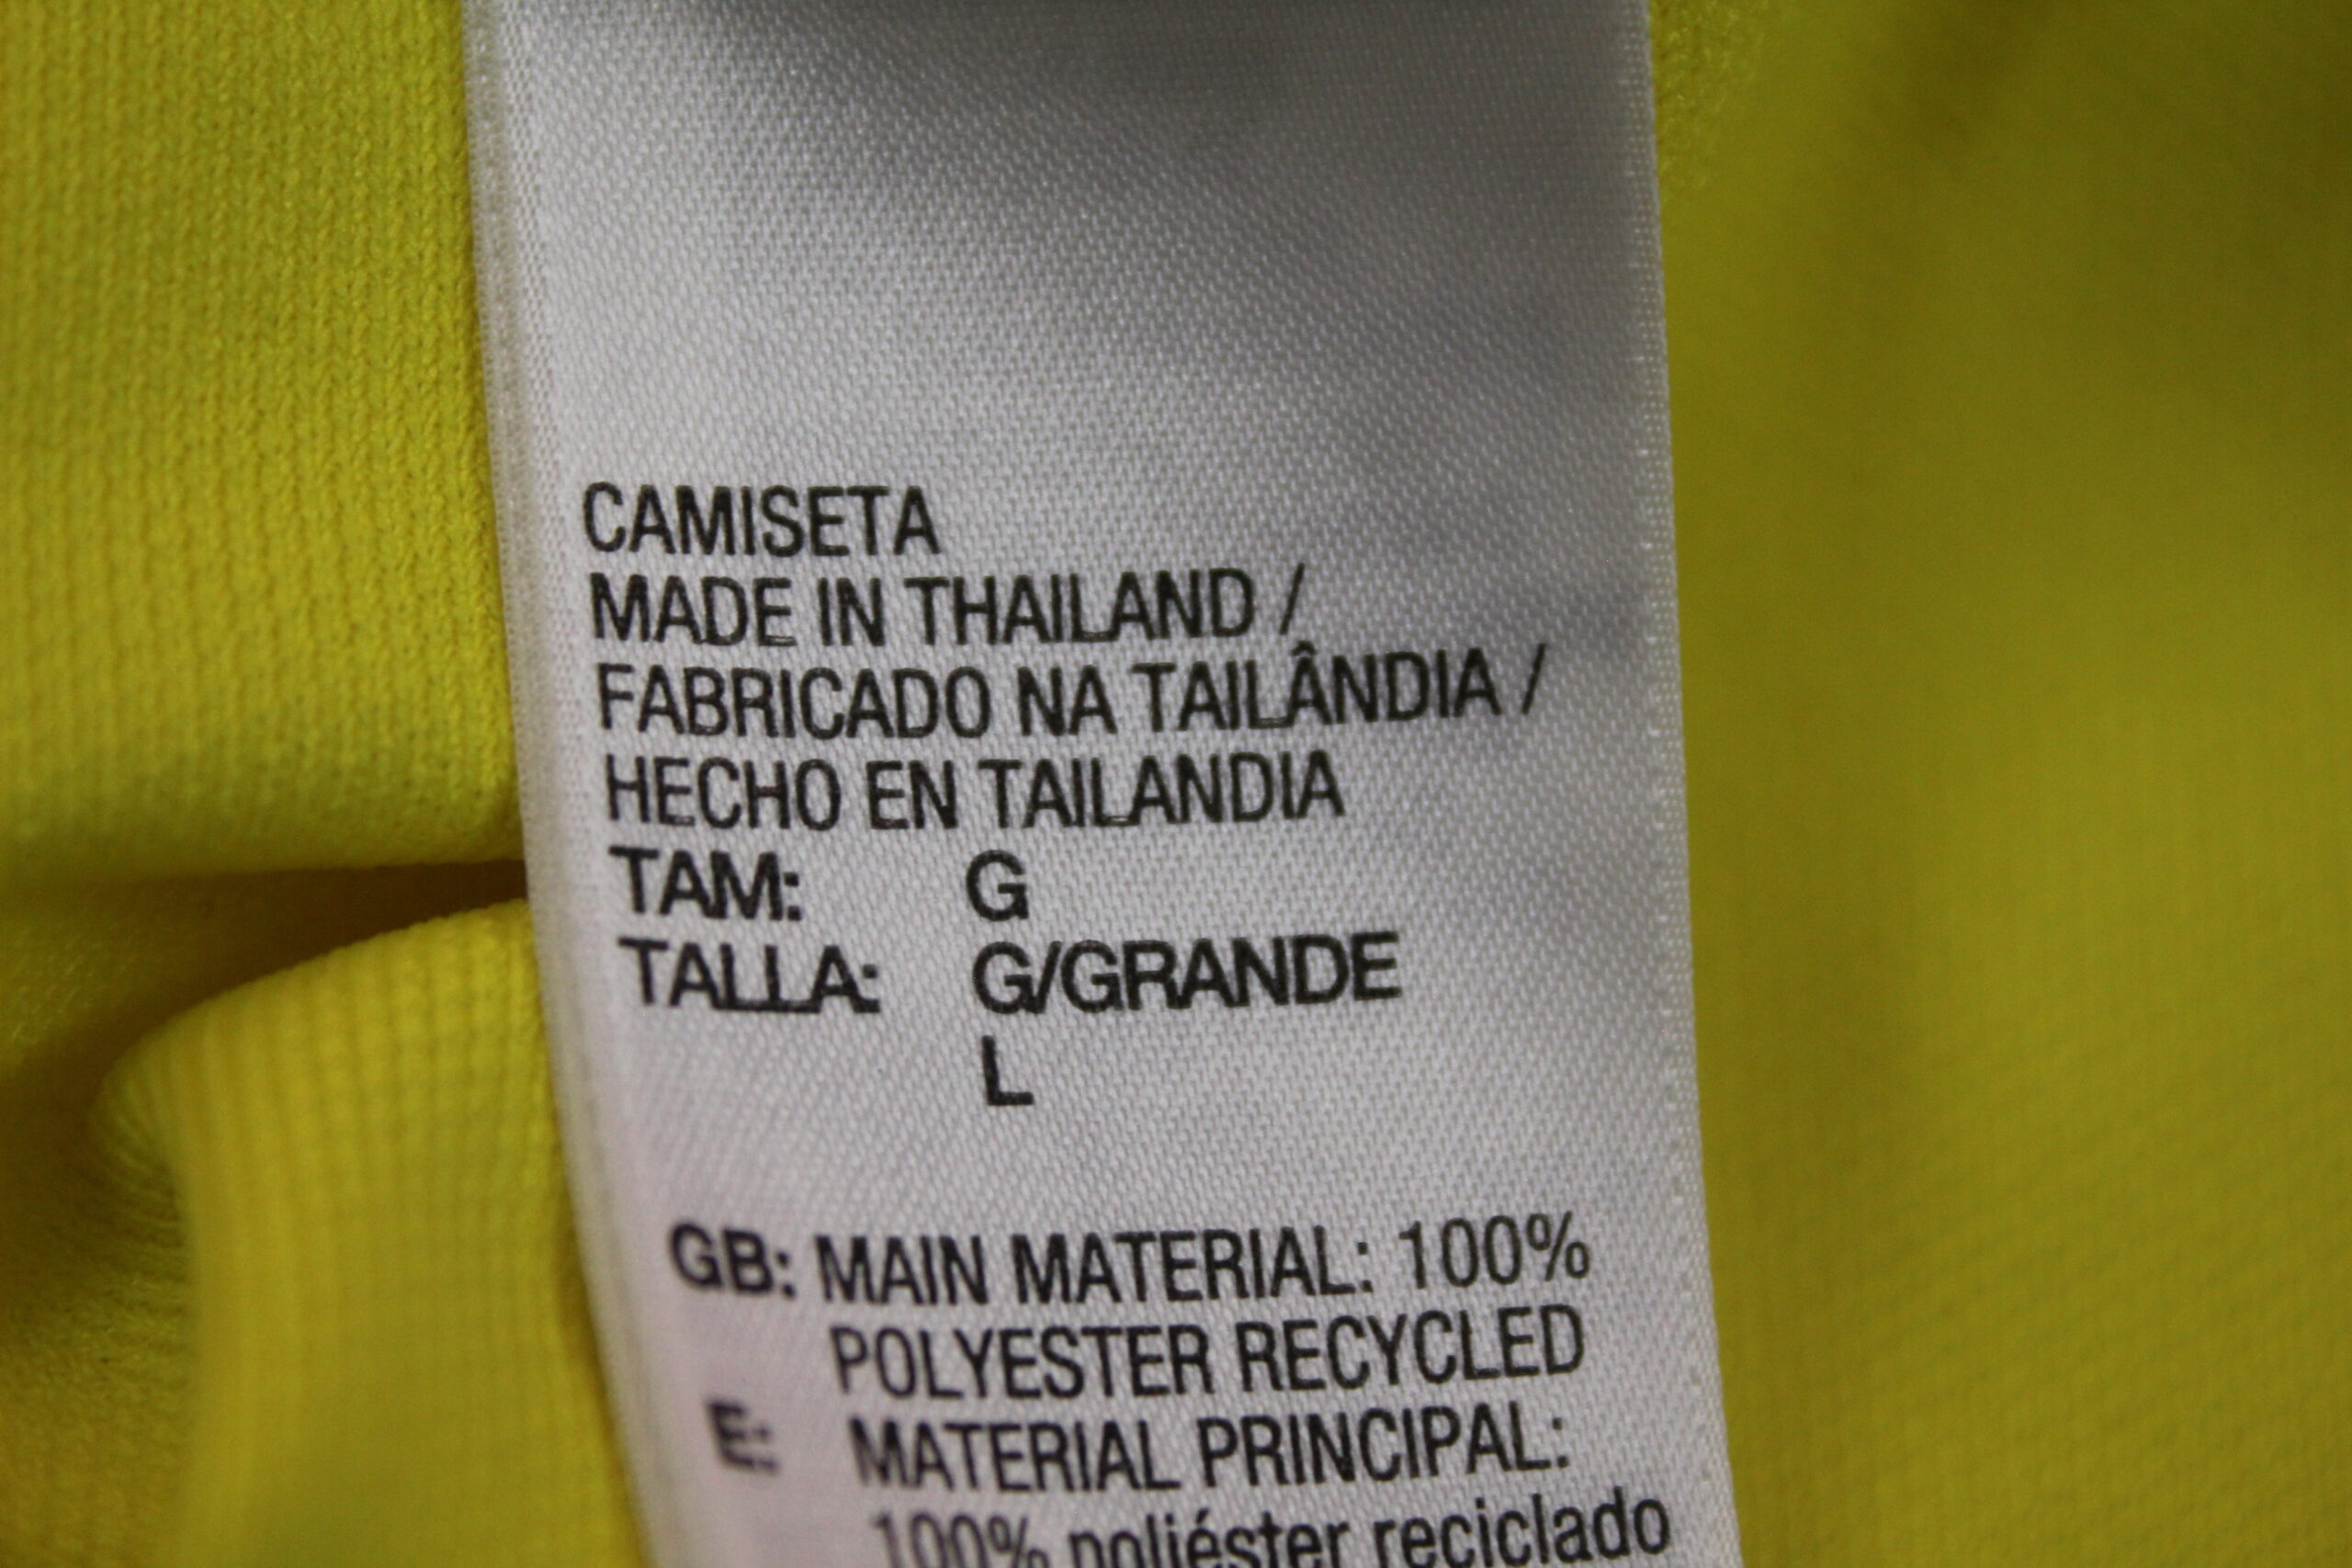 CAMISETA
MADE IN THAILAND /
FABRICADO NA TAILÂNDIA /
HECHO EN TAILANDIA
TAM: G
TALLA: G/GRANDE
L
GB: MAIN MATERIAL: 100%
POLYESTER RECYCLED
E: MATERIAL PRINCIPAL:
100% poliéster reciclado